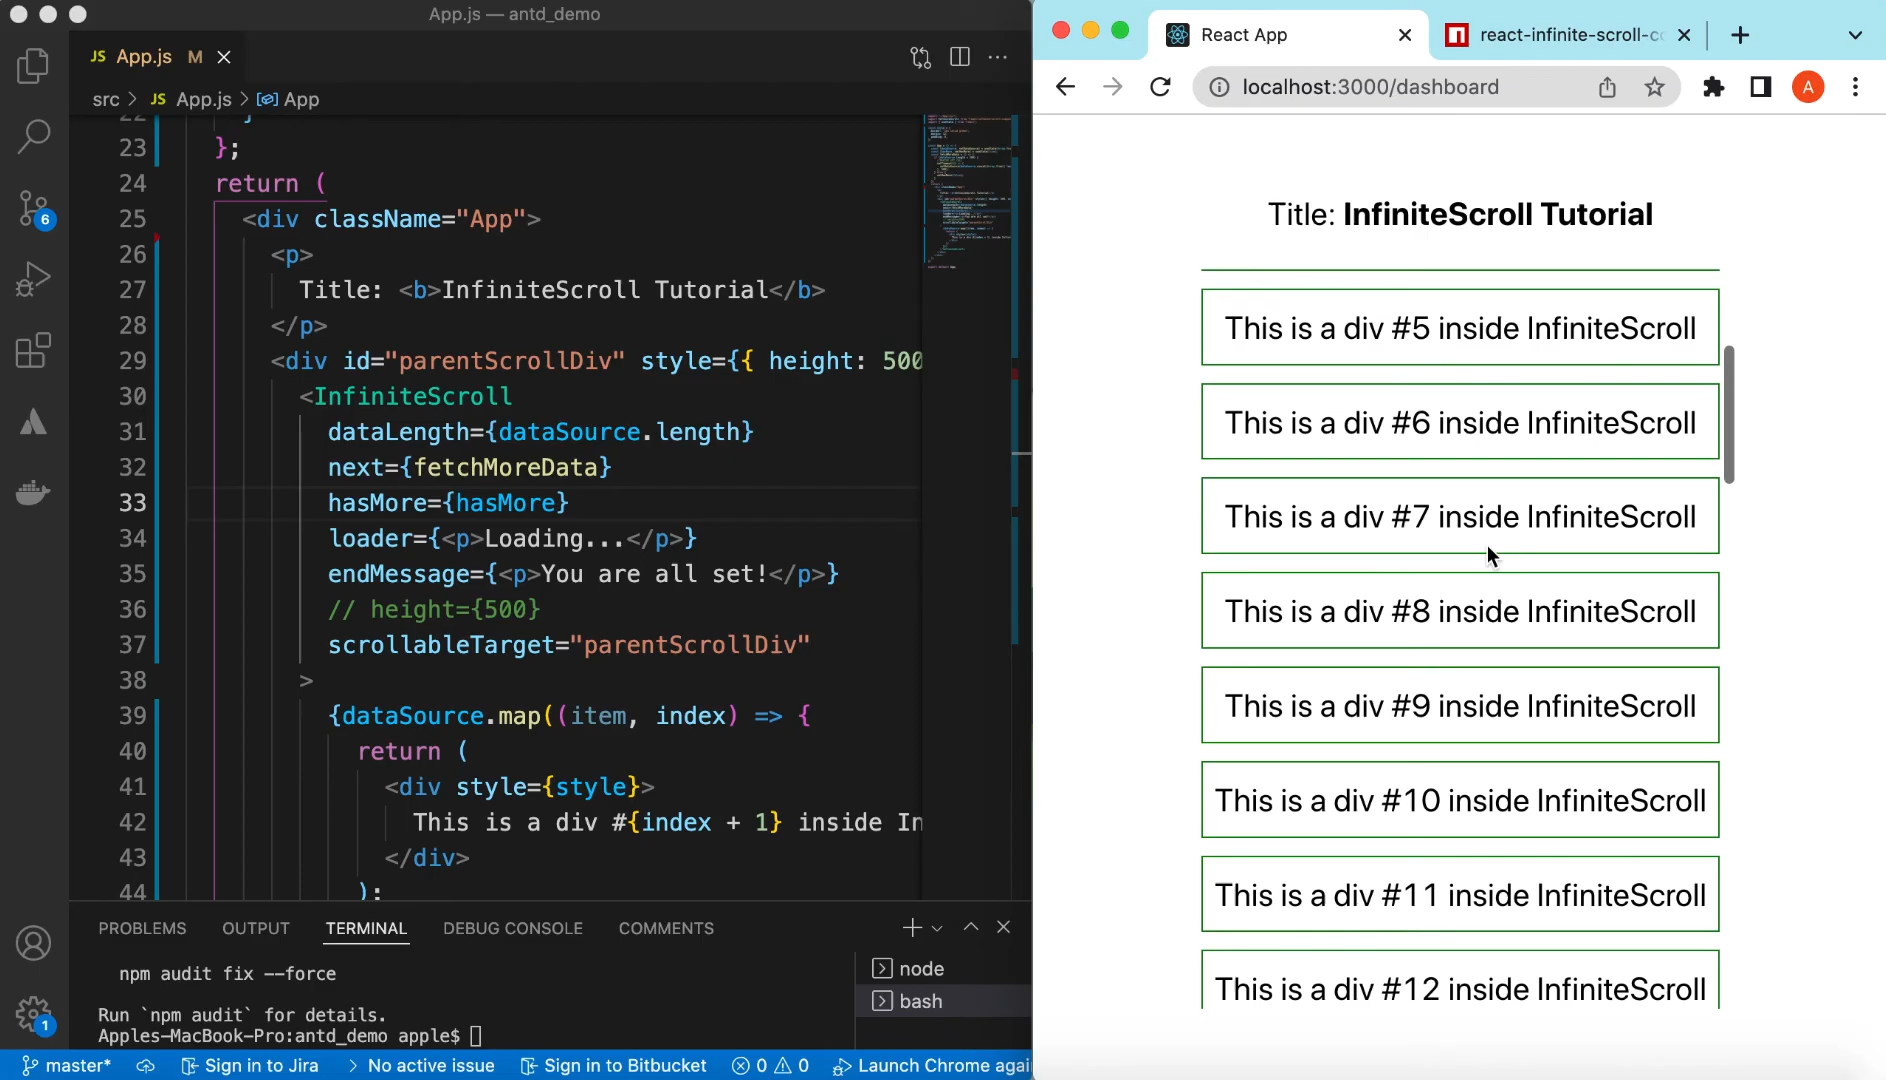 App.js — antd_demo
JS App.js M
src > JS App.js > App
22 }
23 };
24 return (
25 <div className="App">
26 <p>
27 Title: <b>InfiniteScroll Tutorial</b>
28 </p>
29 <div id="parentScrollDiv" style={{ height: 500
30 <InfiniteScroll
31 dataLength={dataSource.length}
32 next={fetchMoreData}
33 hasMore={hasMore}
34 loader={<p>Loading...</p>}
35 endMessage={<p>You are all set!</p>}
36 // height={500}
37 scrollableTarget="parentScrollDiv"
38 >
39 {dataSource.map((item, index) => {
40 return (
41 <div style={style}>
42 This is a div #{index + 1} inside In
43 </div>
44 );
6
1
PROBLEMS OUTPUT TERMINAL DEBUG CONSOLE COMMENTS
npm audit fix --force
Run `npm audit` for details.
Apples-MacBook-Pro:antd_demo apple$
node
bash
master* Sign in to Jira > No active issue Sign in to Bitbucket 0 0 Launch Chrome agai
React App
react-infinite-scroll-co
localhost:3000/dashboard
A
Title: InfiniteScroll Tutorial
This is a div #5 inside InfiniteScroll
This is a div #6 inside InfiniteScroll
This is a div #7 inside InfiniteScroll
This is a div #8 inside InfiniteScroll
This is a div #9 inside InfiniteScroll
This is a div #10 inside InfiniteScroll
This is a div #11 inside InfiniteScroll
This is a div #12 inside InfiniteScroll